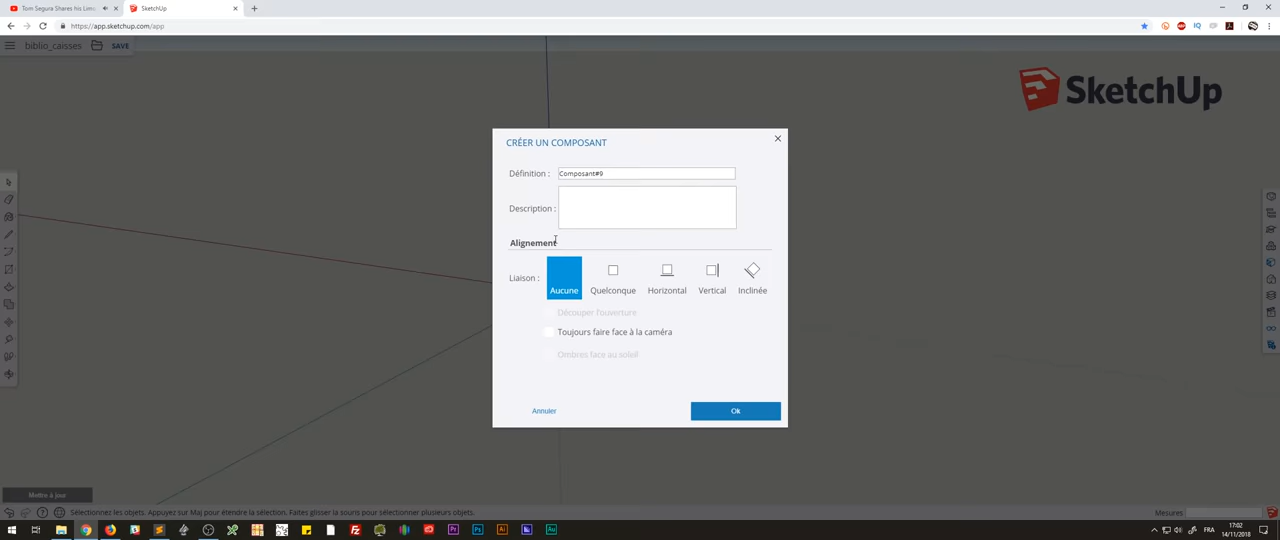 Tom Segura Shares his Lim
SketchUp
https://app.sketchup.com/app
biblio_caisses
SAVE
SketchUp
CRÉER UN COMPOSANT
Définition :
Composant#9
Description :
Alignement
Liaison :
Aucune
Quelconque
Horizontal
Vertical
Inclinée
Découper l'ouverture
Toujours faire face à la caméra
Ombres face au soleil
Annuler
Ok
Mettre à jour
Sélectionnez les objets. Appuyez sur Maj pour étendre la sélection. Faites glisser la souris pour sélectionner plusieurs objets.
Mesures
FRA
17:02
14/11/2018